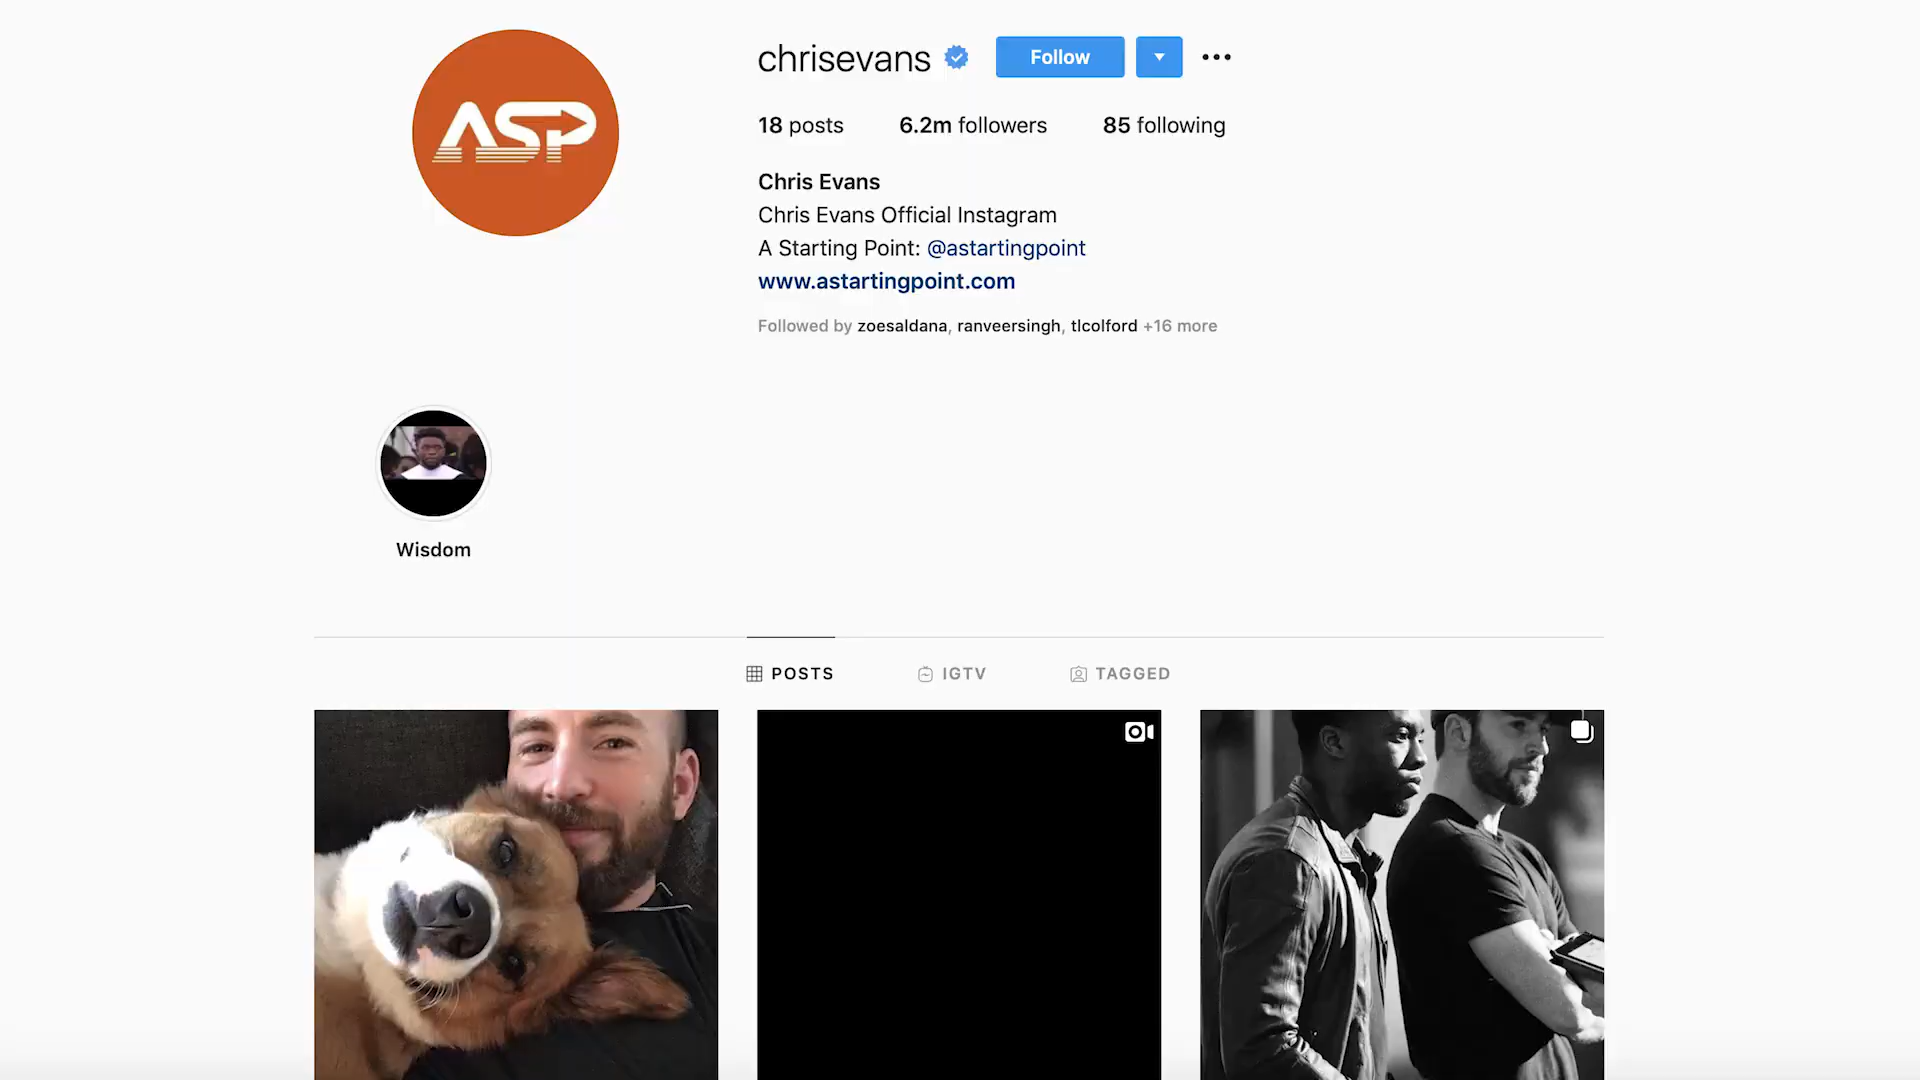 ASP
chrisevans
Follow
18 posts 6.2m followers 85 following
Chris Evans
Chris Evans Official Instagram
A Starting Point: @astartingpoint
www.astartingpoint.com
Followed by zoesaldana, ranveersingh, tlcolford +16 more
Wisdom
POSTS IGTV TAGGED